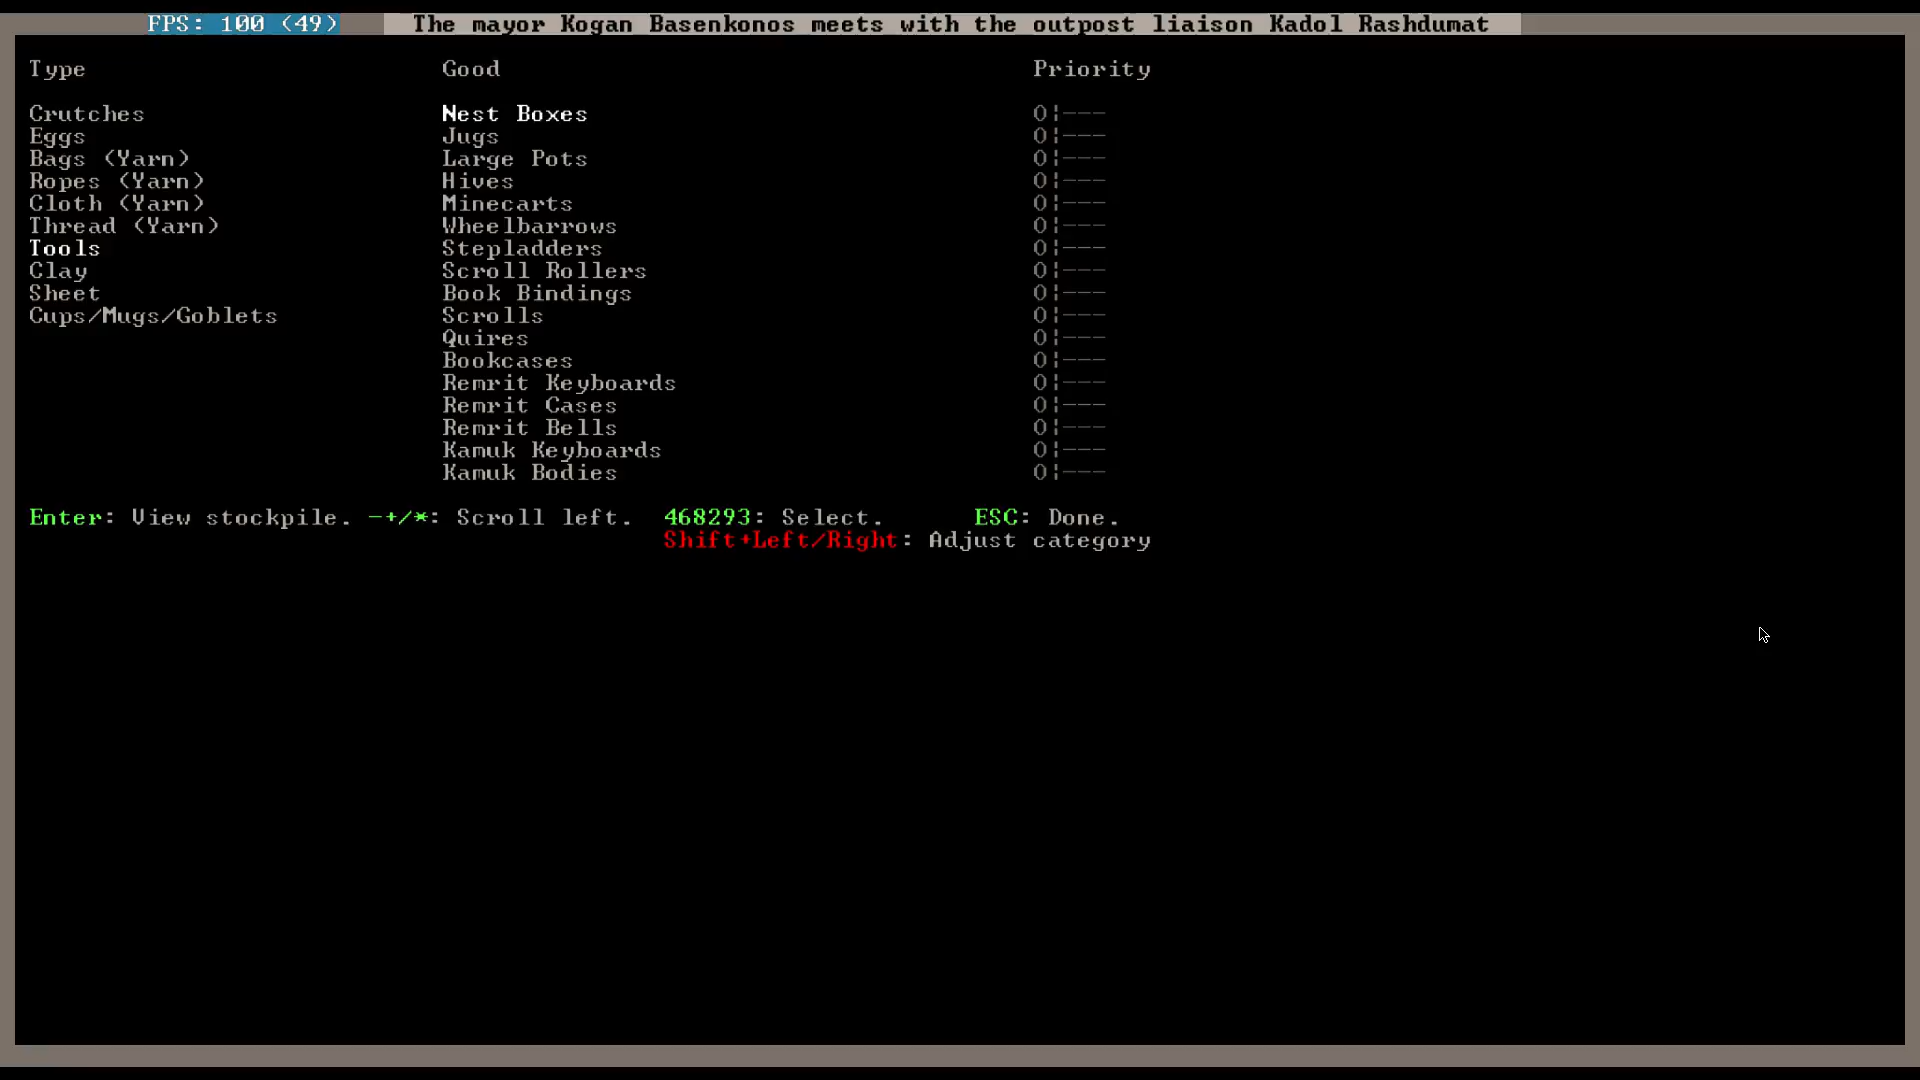 FPS: 100 (49) The mayor Kogan Basenkonos meets with the outpost liaison Kadol Rashdumat
Type Good Priority
Crutches Nest Boxes 0¦---
Eggs Jugs 0¦---
Bags (Yarn) Large Pots 0¦---
Ropes (Yarn) Hives 0¦---
Cloth (Yarn) Minecarts 0¦---
Thread (Yarn) Wheelbarrows 0¦---
Tools Stepladders 0¦---
Clay Scroll Rollers 0¦---
Sheet Book Bindings 0¦---
Cups/Mugs/Goblets Scrolls 0¦---
Quires 0¦---
Bookcases 0¦---
Remrit Keyboards 0¦---
Remrit Cases 0¦---
Remrit Bells 0¦---
Kamuk Keyboards 0¦---
Kamuk Bodies 0¦---
Enter: View stockpile. -+/*: Scroll left. 468293: Select. ESC: Done.
Shift+Left/Right: Adjust category